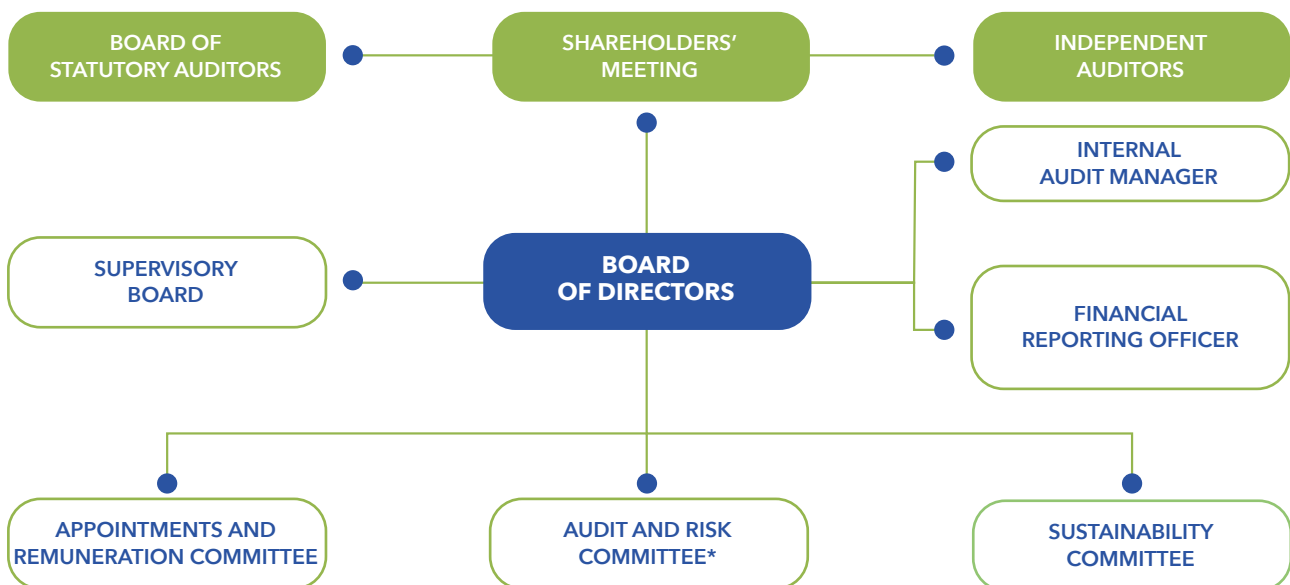 BOARD OF
STATUTORY AUDITORS
SHAREHOLDERS’
MEETING
INDEPENDENT
AUDITORS
INTERNAL
AUDIT MANAGER
SUPERVISORY
BOARD
BOARD
OF DIRECTORS
FINANCIAL
REPORTING OFFICER
APPOINTMENTS AND
REMUNERATION COMMITTEE
AUDIT AND RISK
COMMITTEE*
SUSTAINABILITY
COMMITTEE